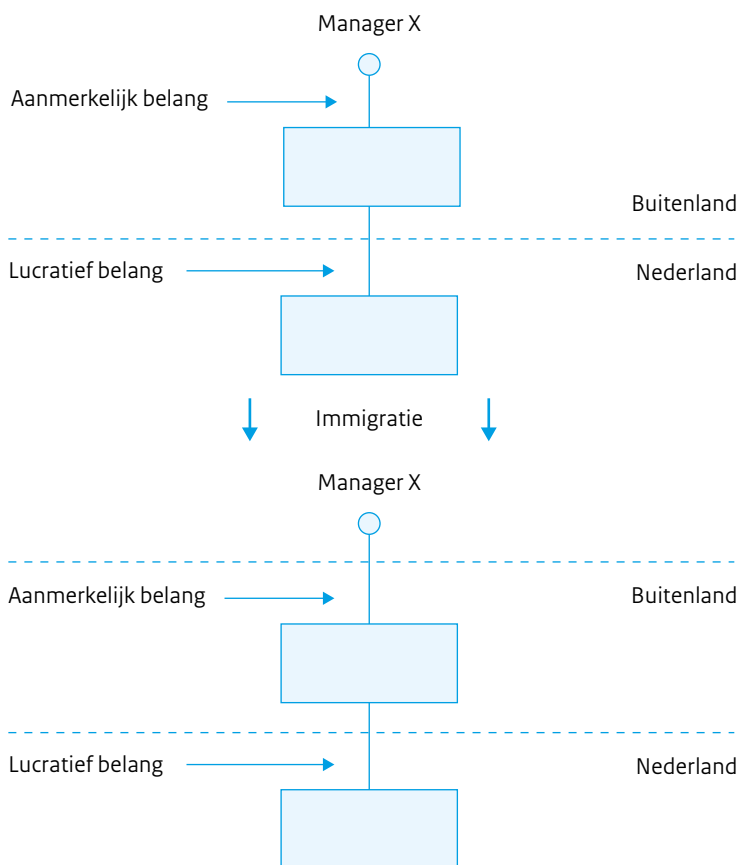 Manager X
Aanmerkelijk belang
Buitenland
Lucratief belang
Nederland
Immigratie
Manager X
Aanmerkelijk belang
Buitenland
Lucratief belang
Nederland